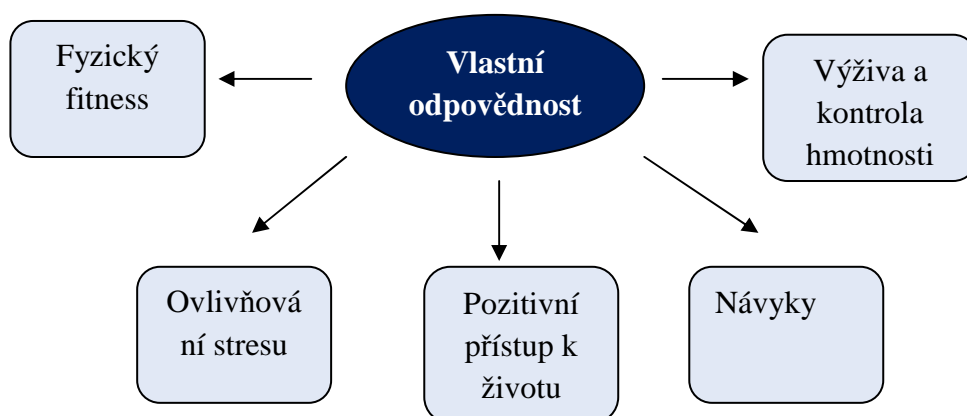 Fyzický
fitness
Vlastní
odpovědnost
Výživa a
kontrola
hmotnosti
Ovlivňová
ní stresu
Pozitivní
přístup k
životu
Návyky